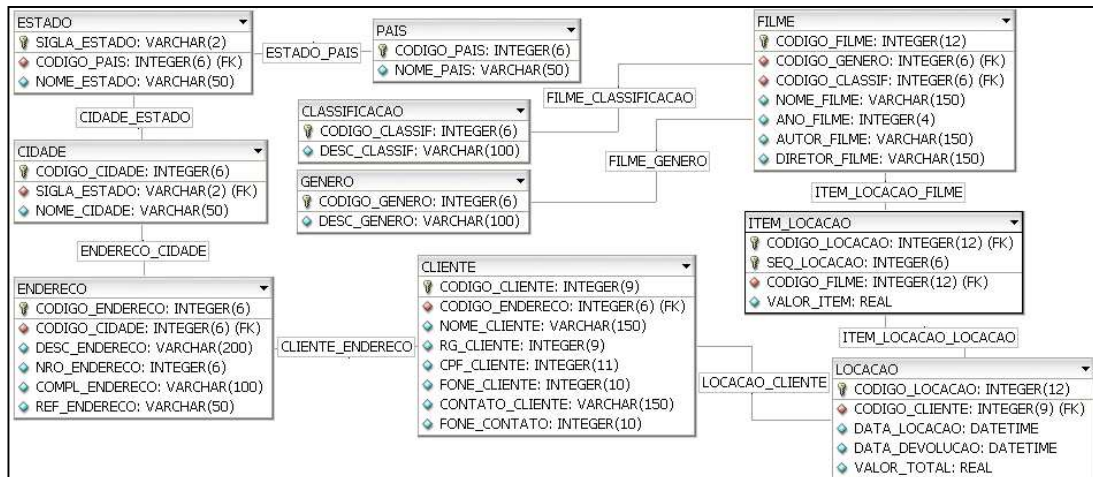 ESTADO
SIGLA_ESTADO: VARCHAR(2)
CODIGO_PAIS: INTEGER(6) (FK)
NOME_ESTADO: VARCHAR(50)
ESTADO_PAIS
PAIS
CODIGO_PAIS: INTEGER(6)
NOME_PAIS: VARCHAR(50)
FILME
CODIGO_FILME: INTEGER(12)
CODIGO_GENERO: INTEGER(6) (FK)
CODIGO_CLASSIF: INTEGER(6) (FK)
NOME_FILME: VARCHAR(150)
ANO_FILME: INTEGER(4)
AUTOR_FILME: VARCHAR(150)
DIRETOR_FILME: VARCHAR(150)
FILME_CLASSIFICACAO
CIDADE_ESTADO
CLASSIFICACAO
CODIGO_CLASSIF: INTEGER(6)
DESC_CLASSIF: VARCHAR(100)
FILME_GENERO
CIDADE
CODIGO_CIDADE: INTEGER(6)
SIGLA_ESTADO: VARCHAR(2) (FK)
NOME_CIDADE: VARCHAR(50)
GENERO
CODIGO_GENERO: INTEGER(6)
DESC_GENERO: VARCHAR(100)
ITEM_LOCACAO_FILME
ENDERECO_CIDADE
ITEM_LOCACAO
CODIGO_LOCACAO: INTEGER(12) (FK)
SEQ_LOCACAO: INTEGER(6)
CODIGO_FILME: INTEGER(12) (FK)
VALOR_ITEM: REAL
ENDERECO
CODIGO_ENDERECO: INTEGER(6)
CODIGO_CIDADE: INTEGER(6) (FK)
DESC_ENDERECO: VARCHAR(200)
NRO_ENDERECO: INTEGER(6)
COMPL_ENDERECO: VARCHAR(100)
REF_ENDERECO: VARCHAR(50)
CLIENTE_ENDERECO
CLIENTE
CODIGO_CLIENTE: INTEGER(9)
CODIGO_ENDERECO: INTEGER(6) (FK)
NOME_CLIENTE: VARCHAR(150)
RG_CLIENTE: INTEGER(9)
CPF_CLIENTE: INTEGER(11)
FONE_CLIENTE: INTEGER(10)
CONTATO_CLIENTE: VARCHAR(150)
FONE_CONTATO: INTEGER(10)
LOCACAO_CLIENTE
ITEM_LOCACAO_LOCACAO
LOCACAO
CODIGO_LOCACAO: INTEGER(12)
CODIGO_CLIENTE: INTEGER(9) (FK)
DATA_LOCACAO: DATETIME
DATA_DEVOLUCAO: DATETIME
VALOR_TOTAL: REAL